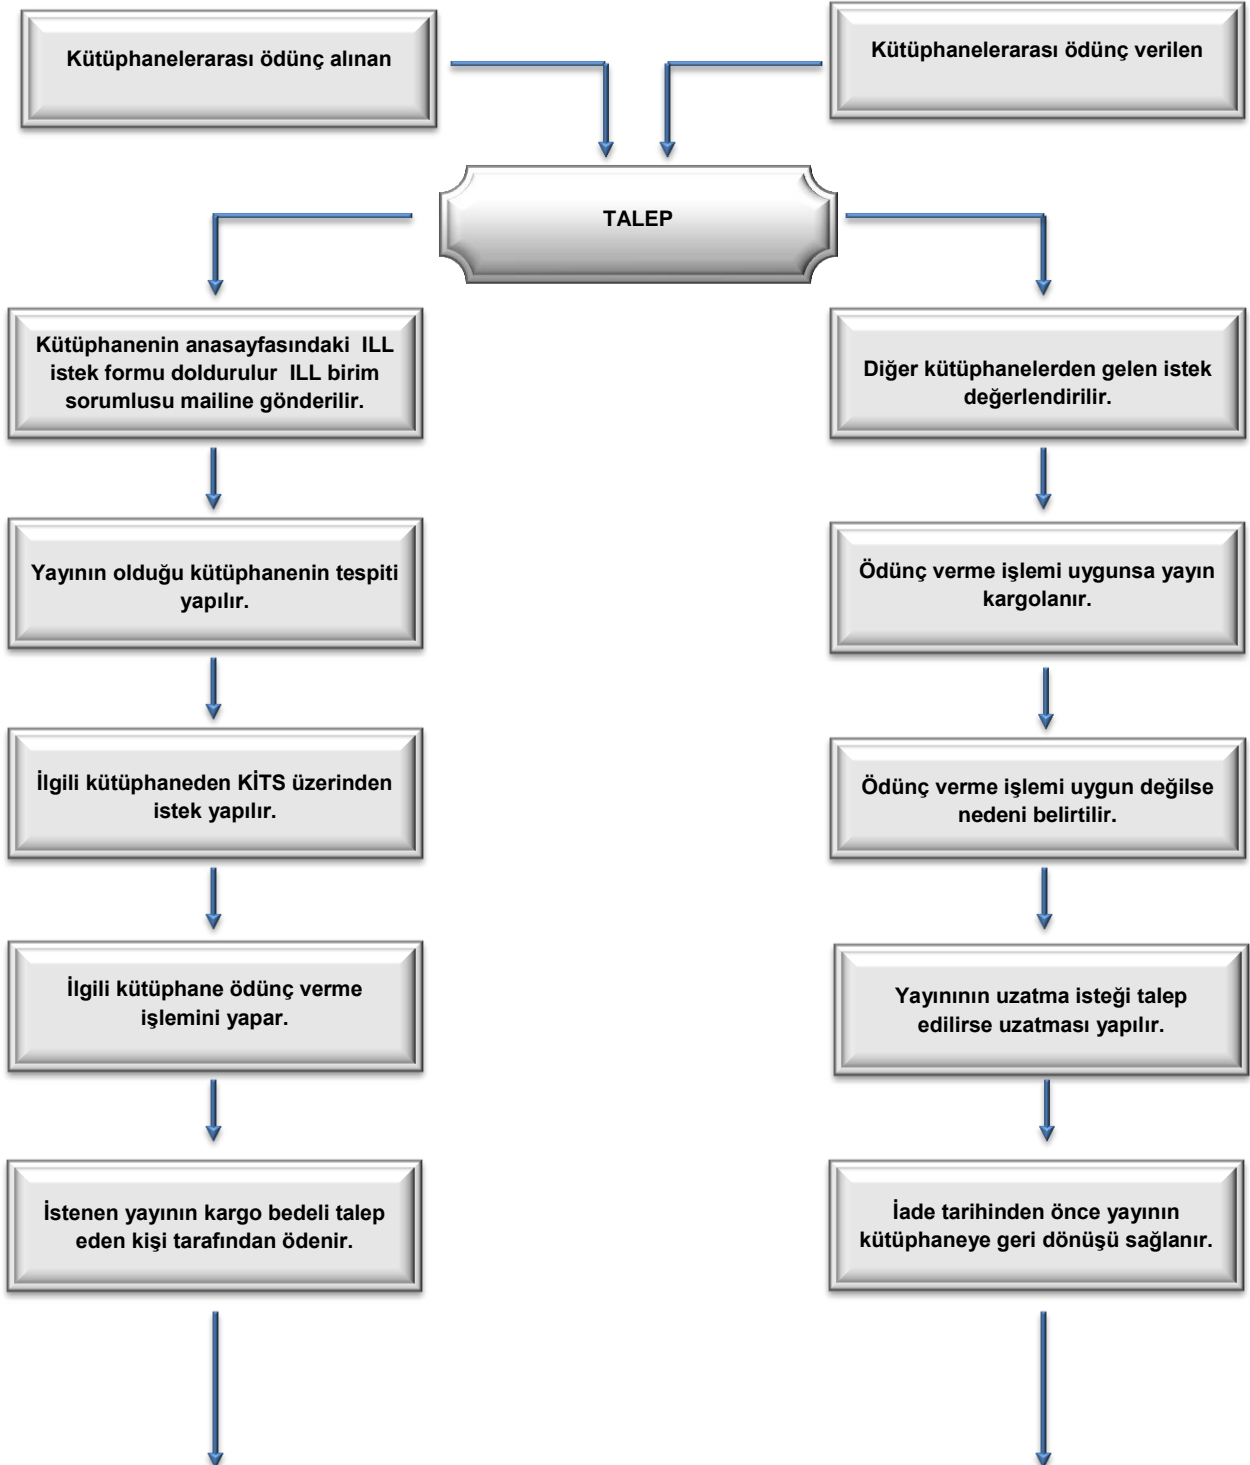 Kütüphanelerarası ödünç alınan
Kütüphanelerarası ödünç verilen
TALEP
Kütüphanenin anasayfasındaki ILL
istek formu doldurulur ILL birim
sorumlusu mailine gönderilir.
Diğer kütüphanelerden gelen istek
değerlendirilir.
Yayının olduğu kütüphanenin tespiti
yapılır.
Ödünç verme işlemi uygunsa yayın
kargolanır.
İlgili kütüphaneden KİTS üzerinden
istek yapılır.
Ödünç verme işlemi uygun değilse
nedeni belirtilir.
İlgili kütüphane ödünç verme
işlemini yapar.
Yayınının uzatma isteği talep
edilirse uzatması yapılır.
İstenen yayının kargo bedeli talep
eden kişi tarafından ödenir.
İade tarihinden önce yayının
kütüphaneye geri dönüşü sağlanır.